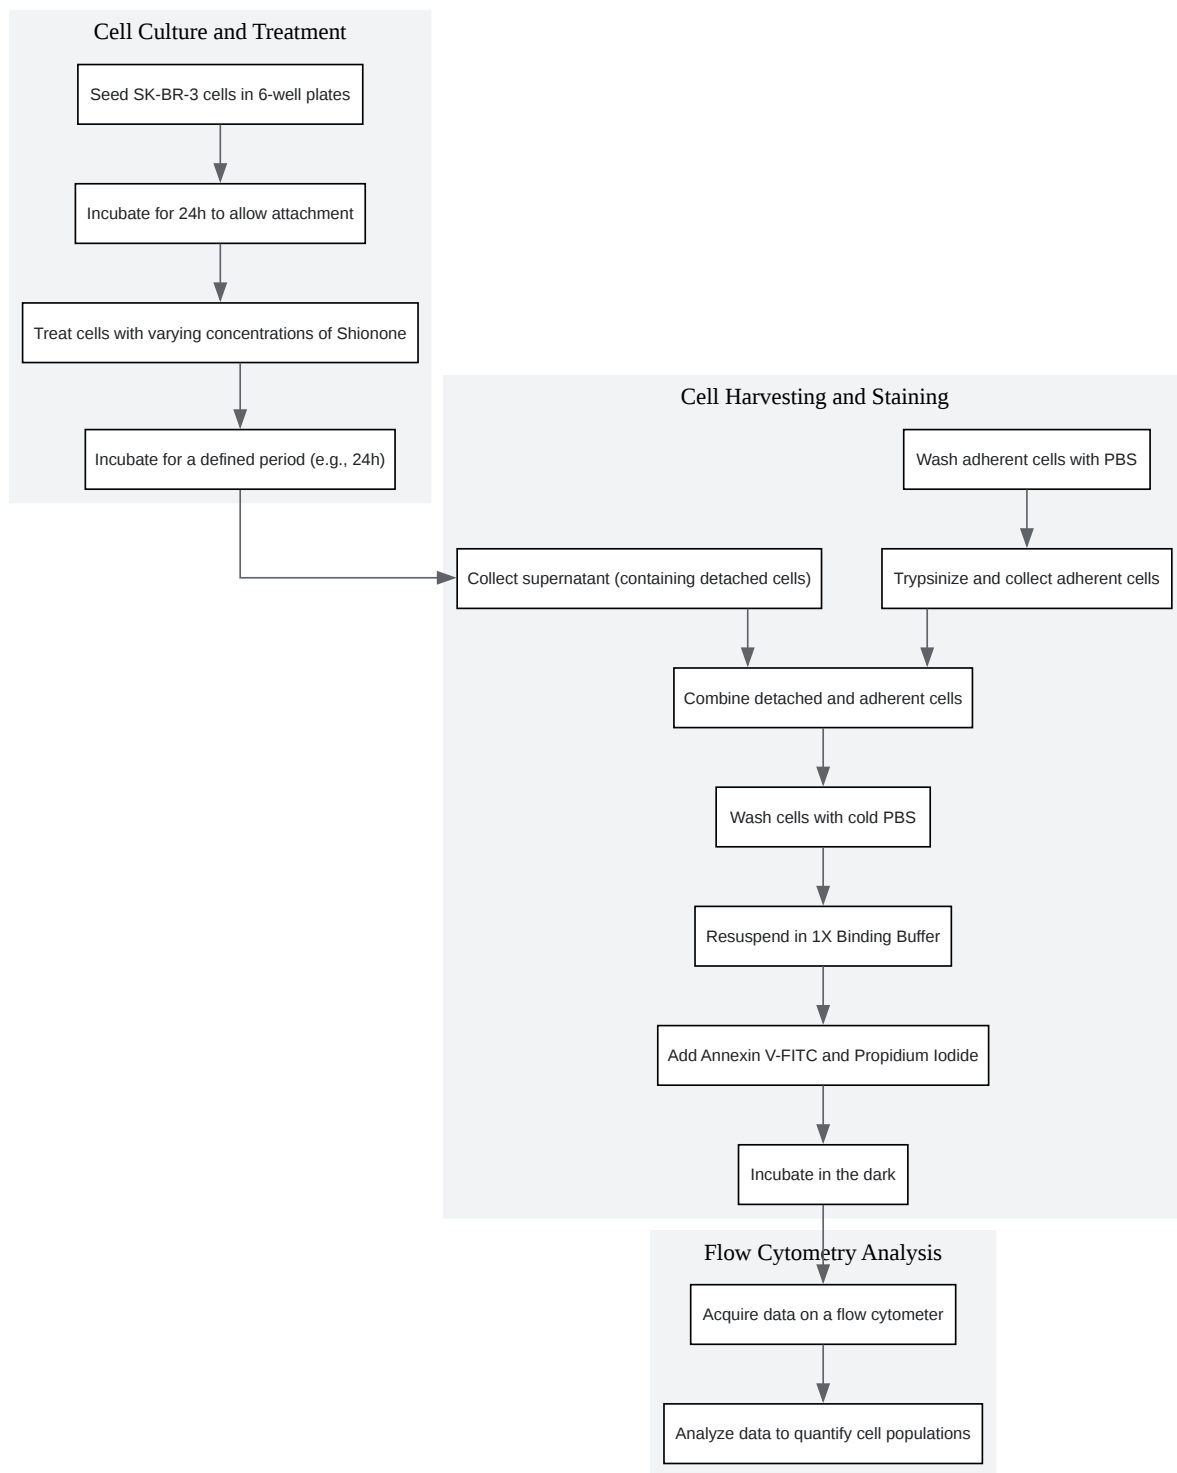 Cell Culture and Treatment
Seed SK-BR-3 cells in 6-well plates
Incubate for 24h to allow attachment
Treat cells with varying concentrations of Shionone
Incubate for a defined period (e.g., 24h)
Cell Harvesting and Staining
Wash adherent cells with PBS
Collect supernatant (containing detached cells)
Trypsinize and collect adherent cells
Combine detached and adherent cells
Wash cells with cold PBS
Resuspend in 1X Binding Buffer
Add Annexin V-FITC and Propidium Iodide
Incubate in the dark
Flow Cytometry Analysis
Acquire data on a flow cytometer
Analyze data to quantify cell populations